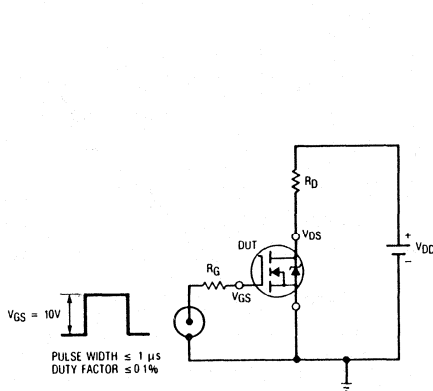 RD
VDS
DUT
+
VDD
-
RG
VGS
VGS = 10V
PULSE WIDTH ≤ 1 µs
DUTY FACTOR ≤ 0.1%